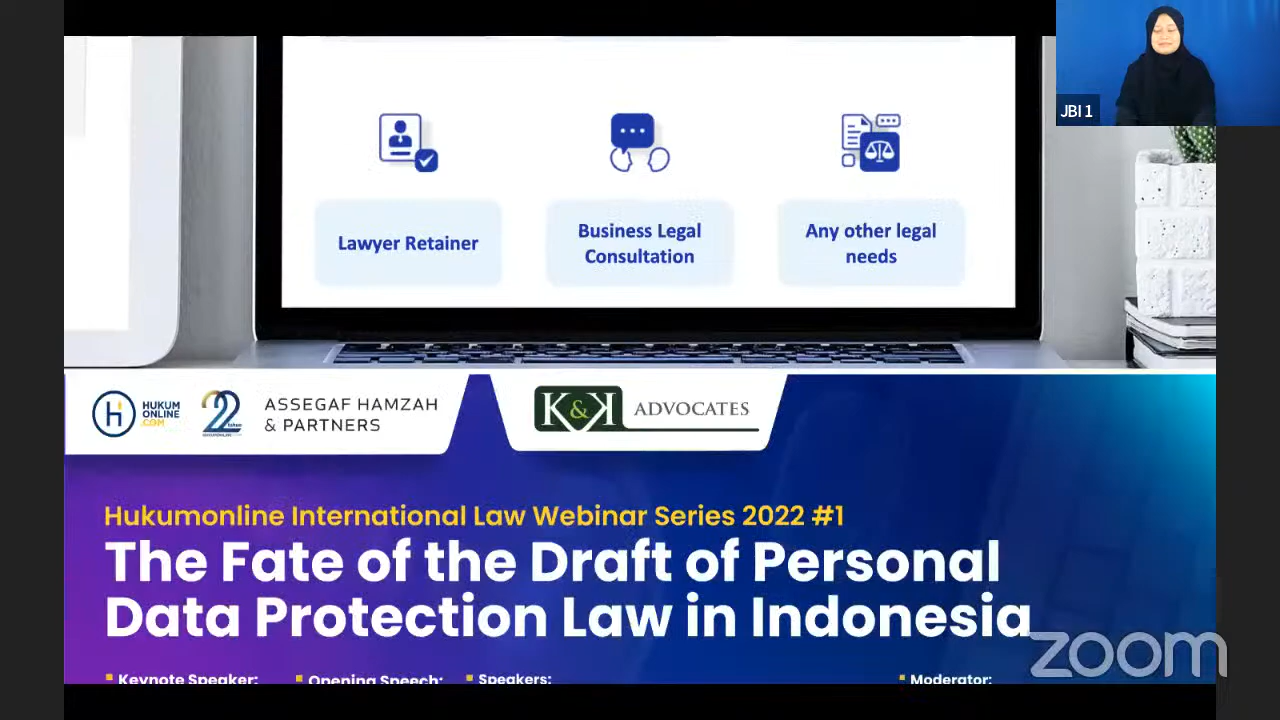 JBI 1
Lawyer Retainer
Business Legal
Consultation
Any other legal
needs
HUKUM
ONLINE
.COM
22
ASSEGAF HAMZAH
& PARTNERS
K&K ADVOCATES
Hukumonline International Law Webinar Series 2022 #1
The Fate of the Draft of Personal
Data Protection Law in Indonesia
zoom
Keynote Speaker:
Opening Speech:
Speakers:
Moderator: